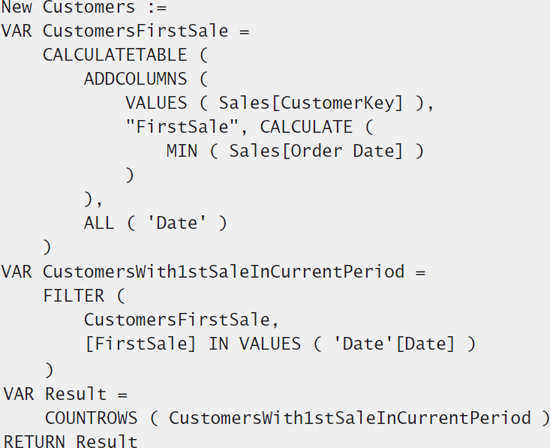 New Customers :=
VAR CustomersFirstSale =
    CALCULATETABLE (
        ADDCOLUMNS (
            VALUES ( Sales[CustomerKey] ),
            "FirstSale", CALCULATE (
                MIN ( Sales[Order Date] )
            )
        ),
        ALL ( 'Date' )
    )
VAR CustomersWith1stSaleInCurrentPeriod =
    FILTER (
        CustomersFirstSale,
        [FirstSale] IN VALUES ( 'Date'[Date] )
    )
VAR Result =
    COUNTROWS ( CustomersWith1stSaleInCurrentPeriod )
RETURN Result